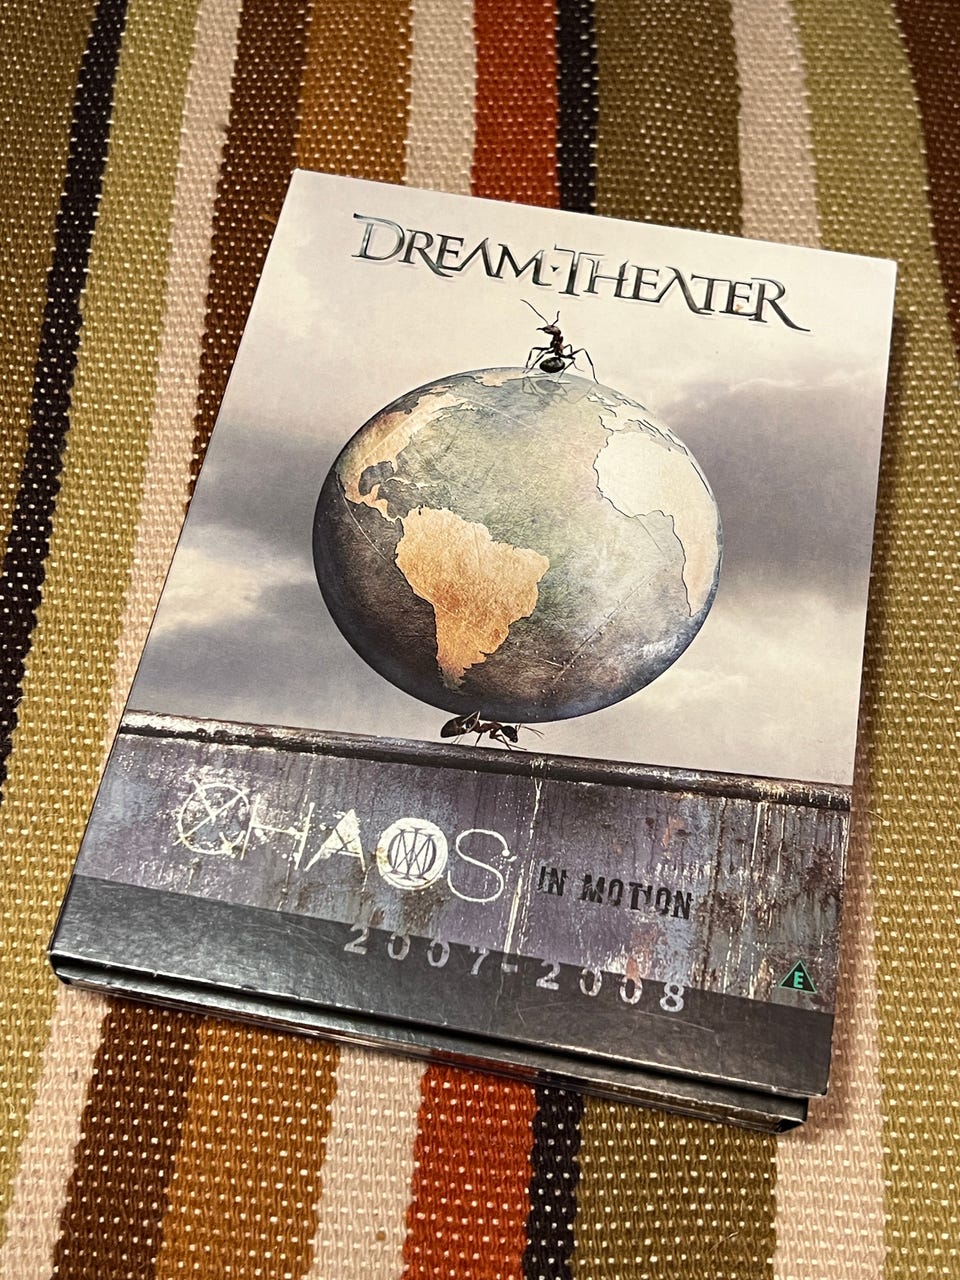 DREAM THEATER
CHAOS IN MOTION
2007-2008
E